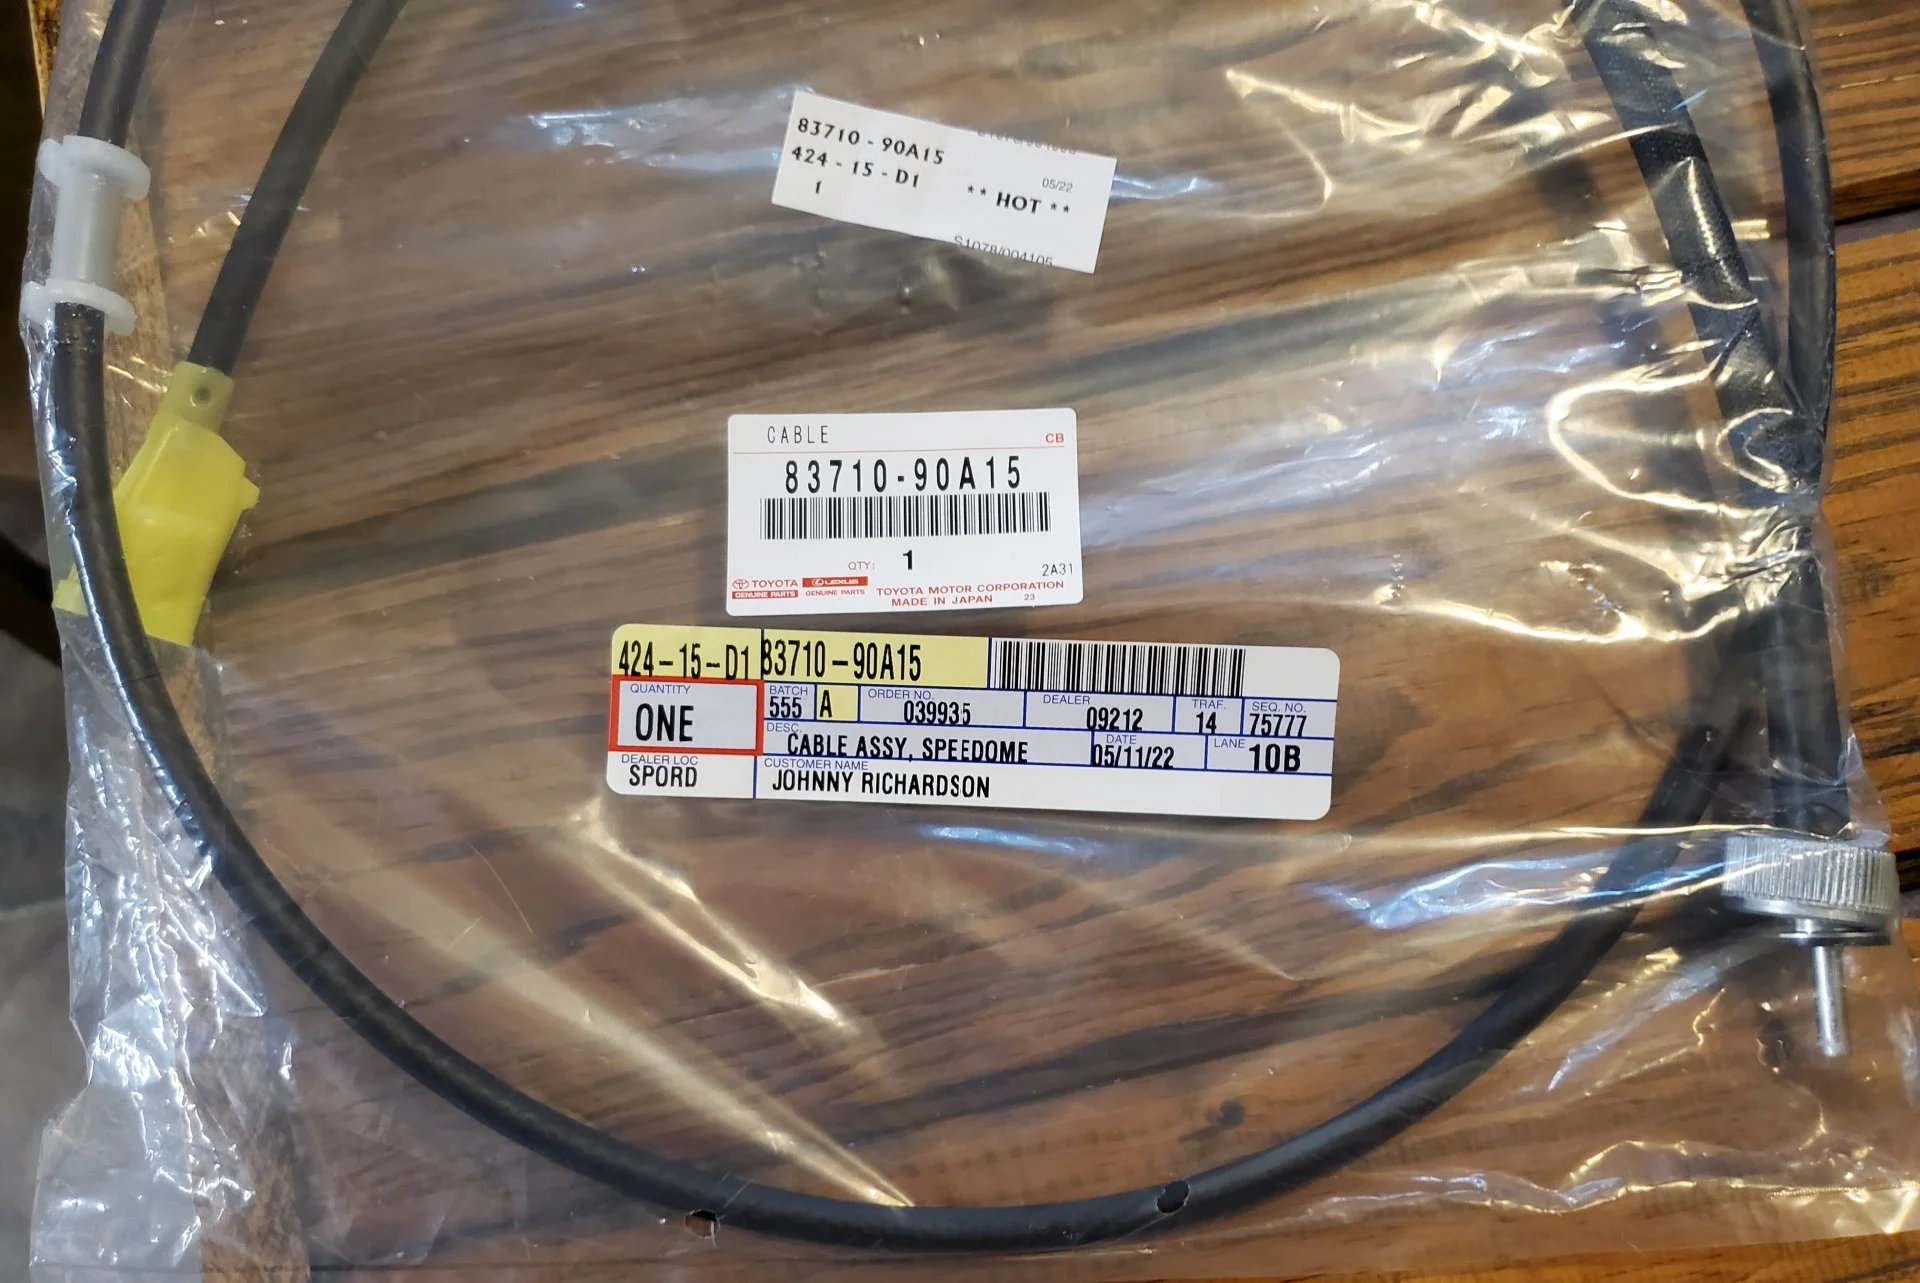 83710 - 90A15
424 - 15 - D1
05/22
1
** HOT **
S1078/004105
CABLE
CB
83710-90A15
QTY: 1
2A31
TOYOTA
GENUINE PARTS
LEXUS
GENUINE PARTS
TOYOTA MOTOR CORPORATION
MADE IN JAPAN 23
424-15-D1 83710-90A15
QUANTITY
ONE
BATCH
555
A
ORDER NO.
039935
DEALER
09212
TRAF.
14
SEQ. NO.
75777
DESC.
CABLE ASSY, SPEEDOME
DATE
05/11/22
LANE
10B
DEALER LOC
SPORD
CUSTOMER NAME
JOHNNY RICHARDSON